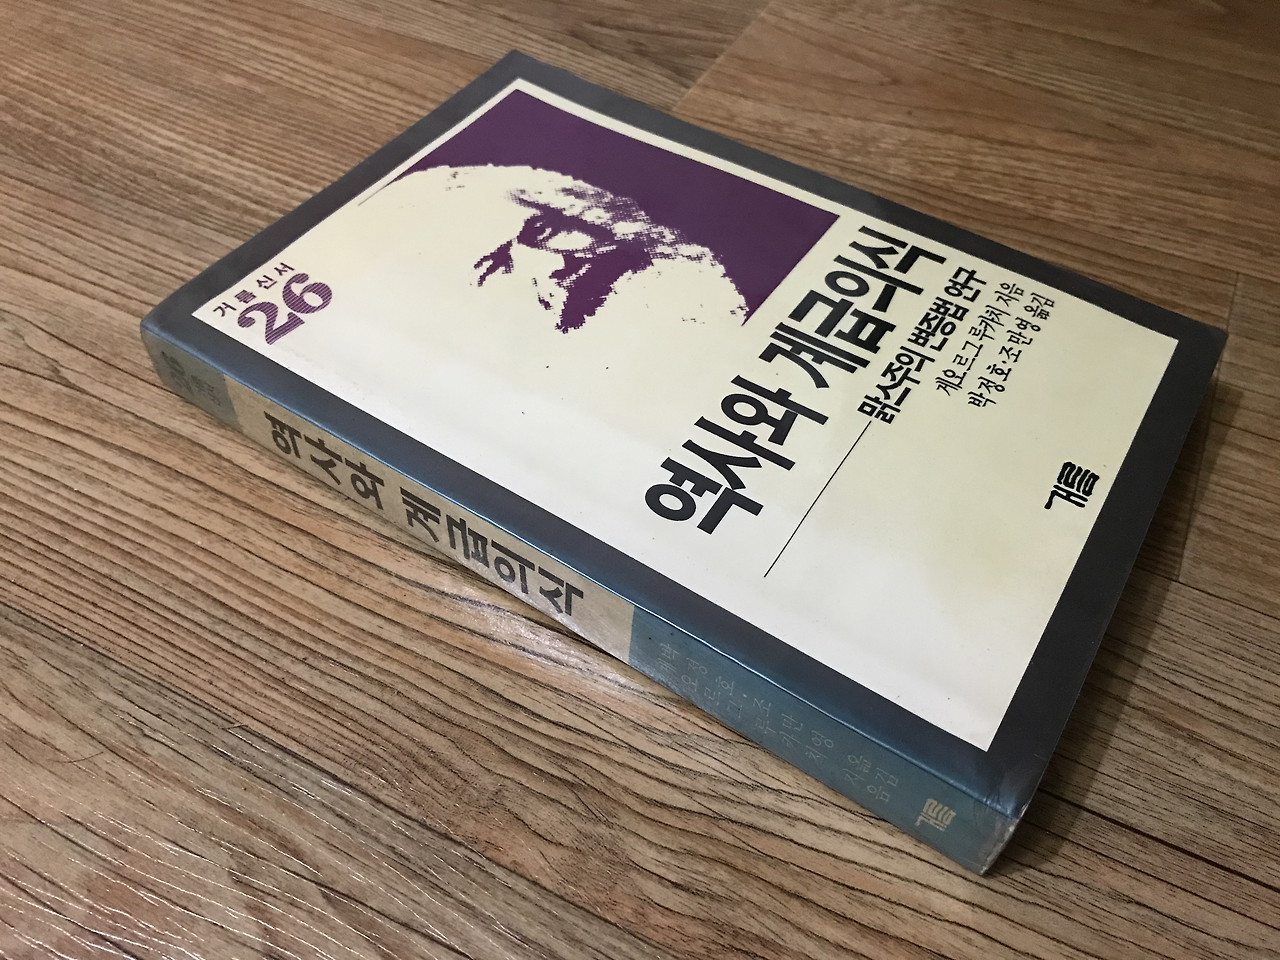 거름신서
26
역사와 계급의식
맑스주의 변증법 연구
게오르그 루카치 지음
박정호·조만영 옮김
거름
역사와 계급의식
게오르그 루카치 지음
박정호·조만영 옮김
거름